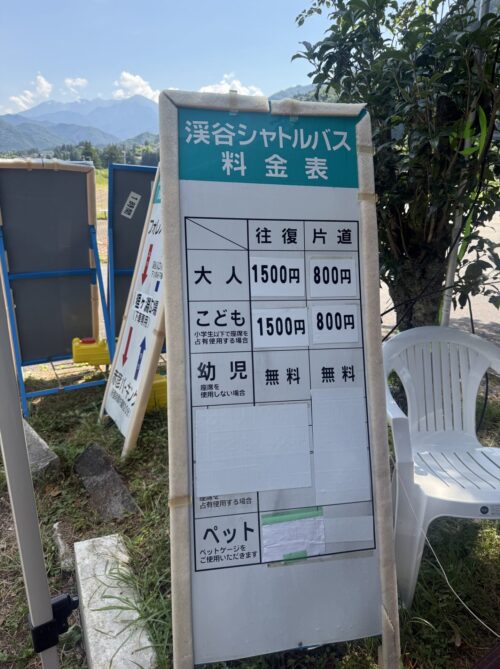 渓谷シャトルバス
料金表
往復 片道
大人 1500円 800円
こども 1500円 800円
小学生以下で座席を
占有使用する場合
幼児 無料 無料
座席を
使用しない場合
座席を
占有使用する場合
ペット
ペットケージを
ご使用いただきます